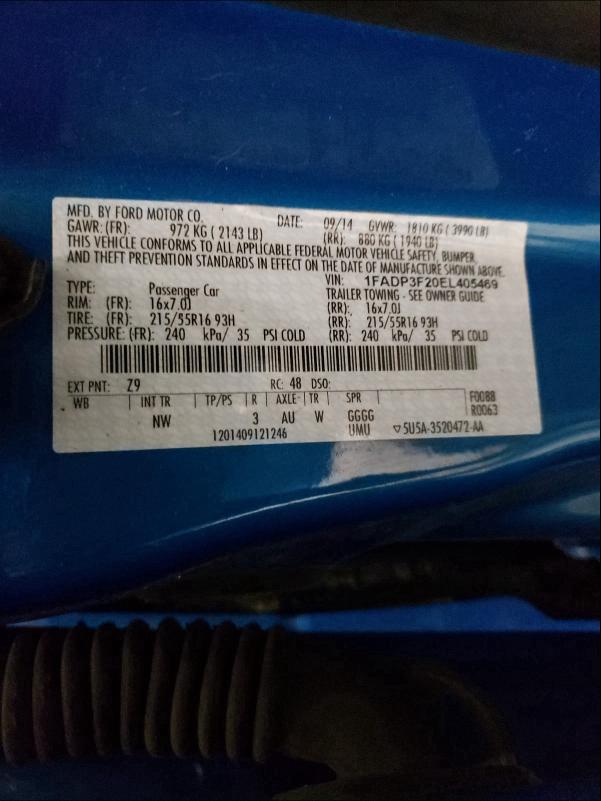 MFD. BY FORD MOTOR CO. DATE: 09/14 GVWR: 1810 KG ( 3990 LB)
GAWR: (FR): 972 KG ( 2143 LB) (RR): 880 KG ( 1940 LB)
THIS VEHICLE CONFORMS TO ALL APPLICABLE FEDERAL MOTOR VEHICLE SAFETY, BUMPER,
AND THEFT PREVENTION STANDARDS IN EFFECT ON THE DATE OF MANUFACTURE SHOWN ABOVE.
VIN: 1FADP3F20EL405469
TYPE: Passenger Car TRAILER TOWING - SEE OWNER GUIDE
RIM: (FR): 16x7.0J (RR): 16x7.0J
TIRE: (FR): 215/55R16 93H (RR): 215/55R16 93H
PRESSURE: (FR): 240 kPa/ 35 PSI COLD (RR): 240 kPa/ 35 PSI COLD
EXT PNT: Z9 RC: 48 DSO:
WB | INT TR | TP/PS | R | AXLE | TR | SPR F0088
NW 3 AU W GGGG R0063
1201409121246 UMU ▽5U5A-3520472-AA